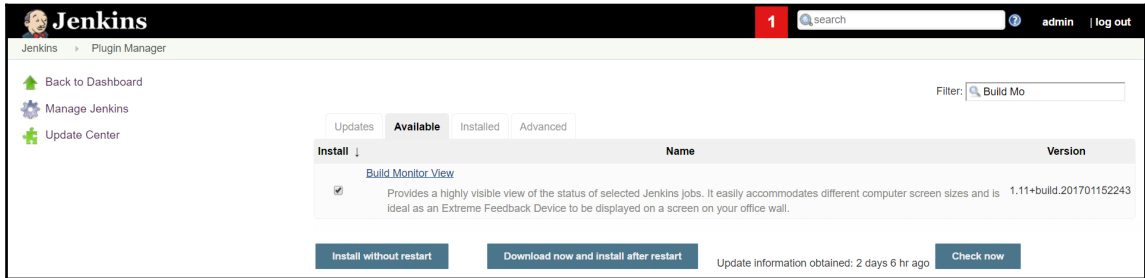 Jenkins
1
search
admin
| log out
Jenkins
Plugin Manager
Back to Dashboard
Manage Jenkins
Update Center
Filter:
Build Mo
Updates
Available
Installed
Advanced
Install ↓
Name
Version
Build Monitor View
Provides a highly visible view of the status of selected Jenkins jobs. It easily accommodates different computer screen sizes and is
ideal as an Extreme Feedback Device to be displayed on a screen on your office wall.
1.11+build.201701152243
Install without restart
Download now and install after restart
Update information obtained: 2 days 6 hr ago
Check now